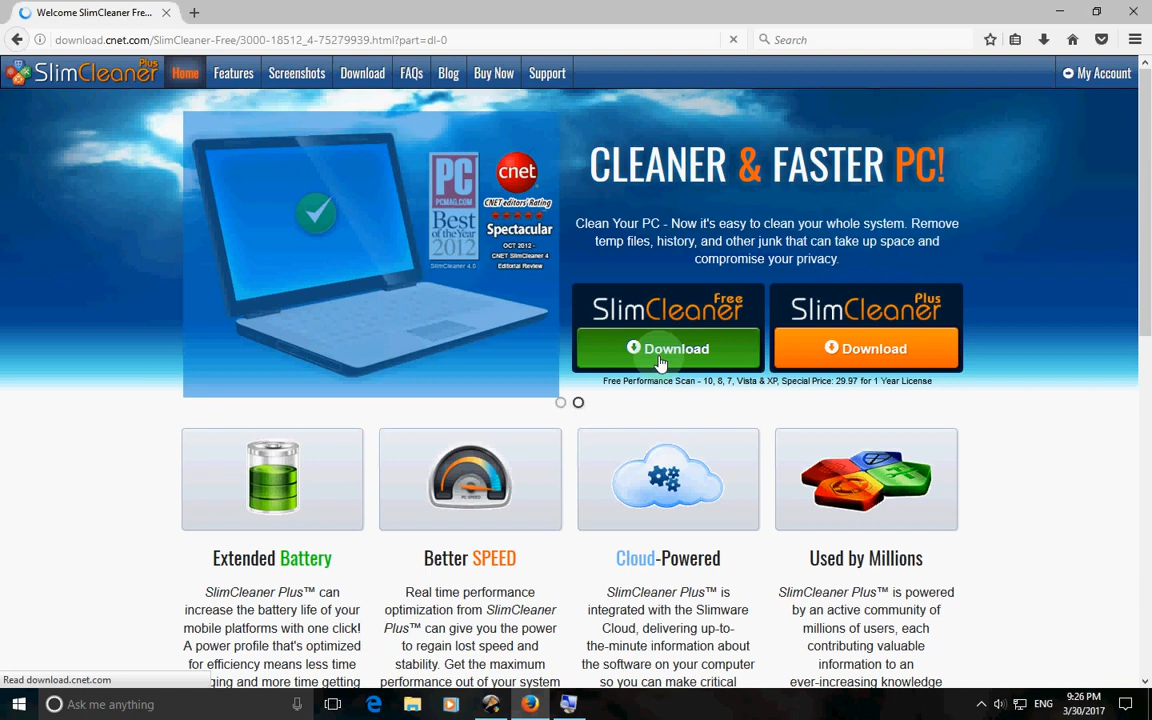 Welcome SlimCleaner Fre...
download.cnet.com/SlimCleaner-Free/3000-18512_4-75279939.html?part=dl-0
Search
SlimCleaner Plus
Home
Features
Screenshots
Download
FAQs
Blog
Buy Now
Support
My Account
PC
PCMAG.COM
Best
of the Year
2012
SlimCleaner 4.0
cnet
CNET editors' Rating
Spectacular
OCT 2012 -
CNET SlimCleaner 4
Editorial Review
CLEANER & FASTER PC!
Clean Your PC - Now it's easy to clean your whole system. Remove
temp files, history, and other junk that can take up space and
compromise your privacy.
SlimCleaner Free
Download
SlimCleaner Plus
Download
Free Performance Scan - 10, 8, 7, Vista & XP, Special Price: 29.97 for 1 Year License
PC SPEED
Extended Battery
SlimCleaner Plus™ can
increase the battery life of your
mobile platforms with one click!
A power profile that's optimized
for efficiency means less time
ging and more time getting
Better SPEED
Real time performance
optimization from SlimCleaner
Plus™ can give you the power
to regain lost speed and
stability. Get the maximum
performance out of your system
Cloud-Powered
SlimCleaner Plus™ is
integrated with the Slimware
Cloud, delivering up-to-
the-minute information about
the software on your computer
so you can make critical
Used by Millions
SlimCleaner Plus™ is powered
by an active community of
millions of users, each
contributing valuable
information to an
ever-increasing knowledge
Read download.cnet.com
Ask me anything
ENG
9:26 PM
3/30/2017